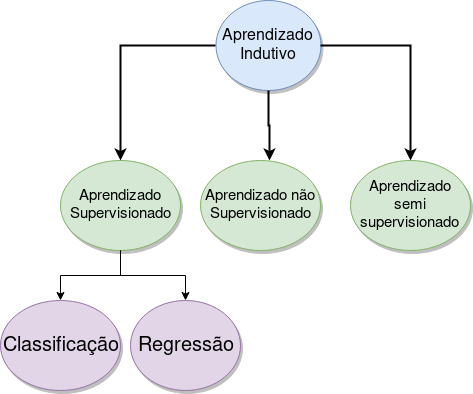 Aprendizado
Indutivo
Aprendizado
Supervisionado
Aprendizado não
Supervisionado
Aprendizado
semi
supervisionado
Classificação
Regressão